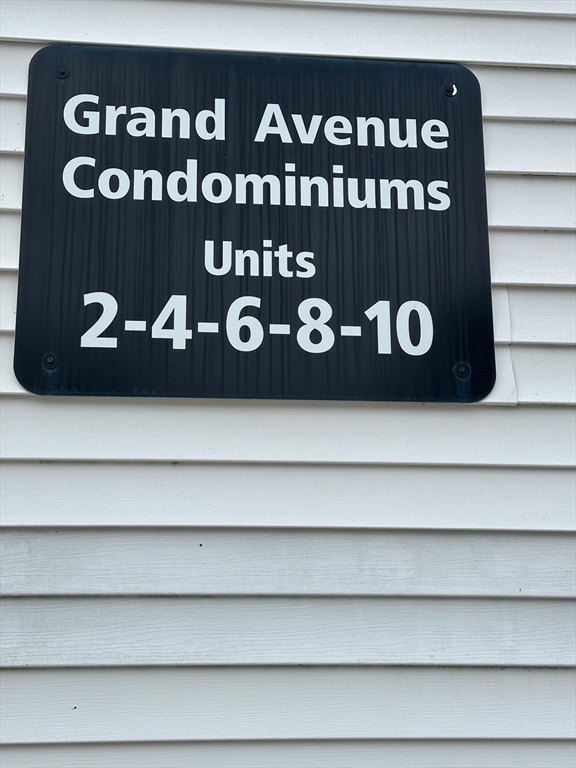 Grand Avenue
Condominiums
Units
2-4-6-8-10